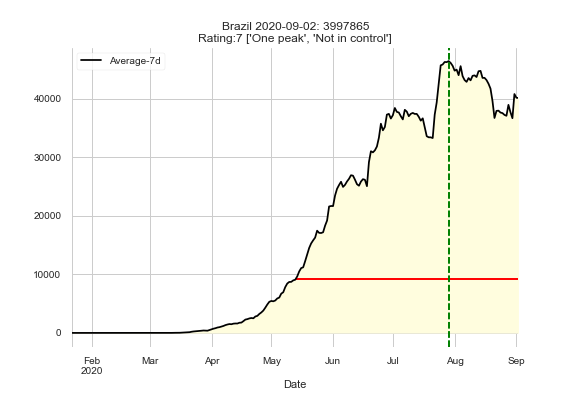 Brazil 2020-09-02: 3997865
Rating:7 ['One peak', 'Not in control']
Average-7d
40000
30000
20000
10000
0
Feb Mar Apr May Jun Jul Aug Sep
2020
Date